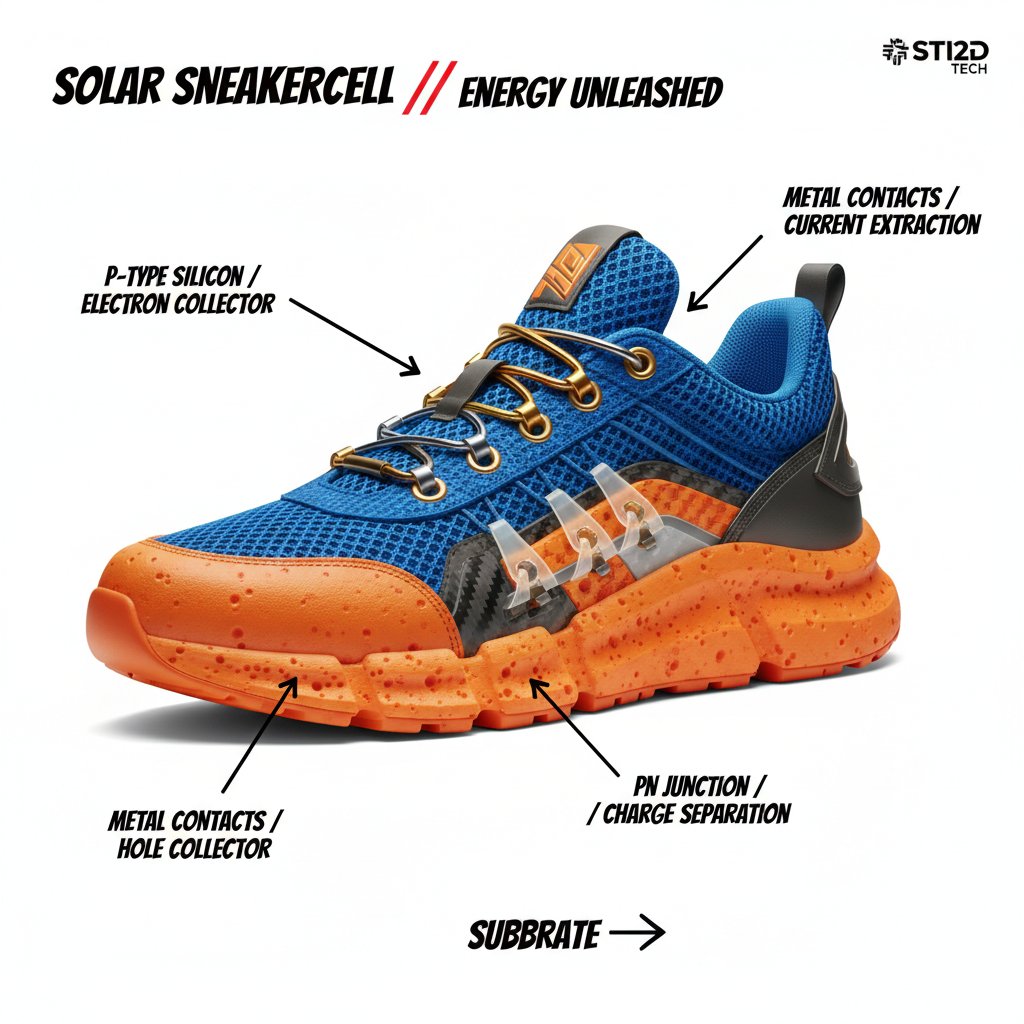 STI2D
TECH
SOLAR SNEAKERCELL // ENERGY UNLEASHED
METAL CONTACTS /
CURRENT EXTRACTION
P-TYPE SILICON /
ELECTRON COLLECTOR
PN JUNCTION /
/ CHARGE SEPARATION
METAL CONTACTS /
HOLE COLLECTOR
SUBBRATE